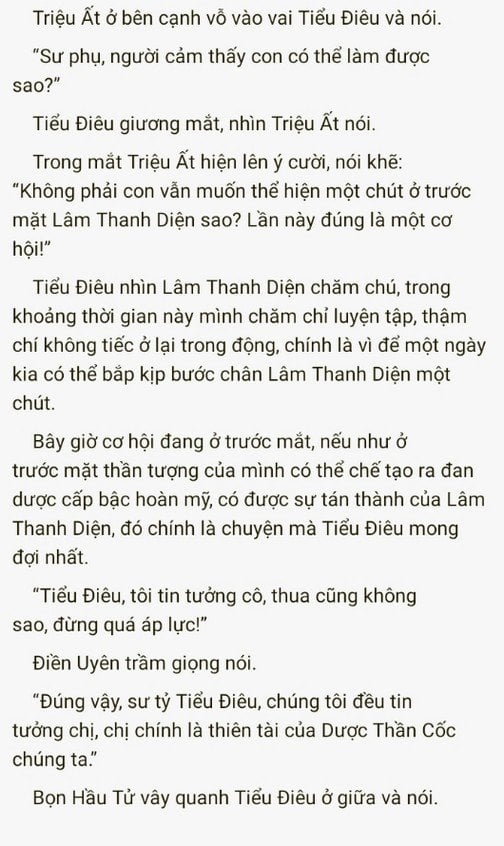 Triệu Ất ở bên cạnh vỗ vào vai Tiểu Điêu và nói.
“Sư phụ, người cảm thấy con có thể làm được
sao?”
Tiểu Điêu giương mắt, nhìn Triệu Ất nói.
Trong mắt Triệu Ất hiện lên ý cười, nói khẽ:
“Không phải con vẫn muốn thể hiện một chút ở trước
mặt Lâm Thanh Diện sao? Lần này đúng là một cơ
hội!”
Tiểu Điêu nhìn Lâm Thanh Diện chăm chú, trong
khoảng thời gian này mình chăm chỉ luyện tập, thậm
chí không tiếc ở lại trong động, chính là vì để một ngày
kia có thể bắp kịp bước chân Lâm Thanh Diện một
chút.
Bây giờ cơ hội đang ở trước mắt, nếu như ở
trước mặt thần tượng của mình có thể chế tạo ra đan
dược cấp bậc hoàn mỹ, có được sự tán thành của Lâm
Thanh Diện, đó chính là chuyện mà Tiểu Điêu mong
đợi nhất.
“Tiểu Điêu, tôi tin tưởng cô, thua cũng không
sao, đừng quá áp lực!”
Điền Uyên trầm giọng nói.
“Đúng vậy, sư tỷ Tiểu Điêu, chúng tôi đều tin
tưởng chị, chị chính là thiên tài của Dược Thần Cốc
chúng ta.”
Bọn Hầu Tử vây quanh Tiểu Điêu ở giữa và nói.